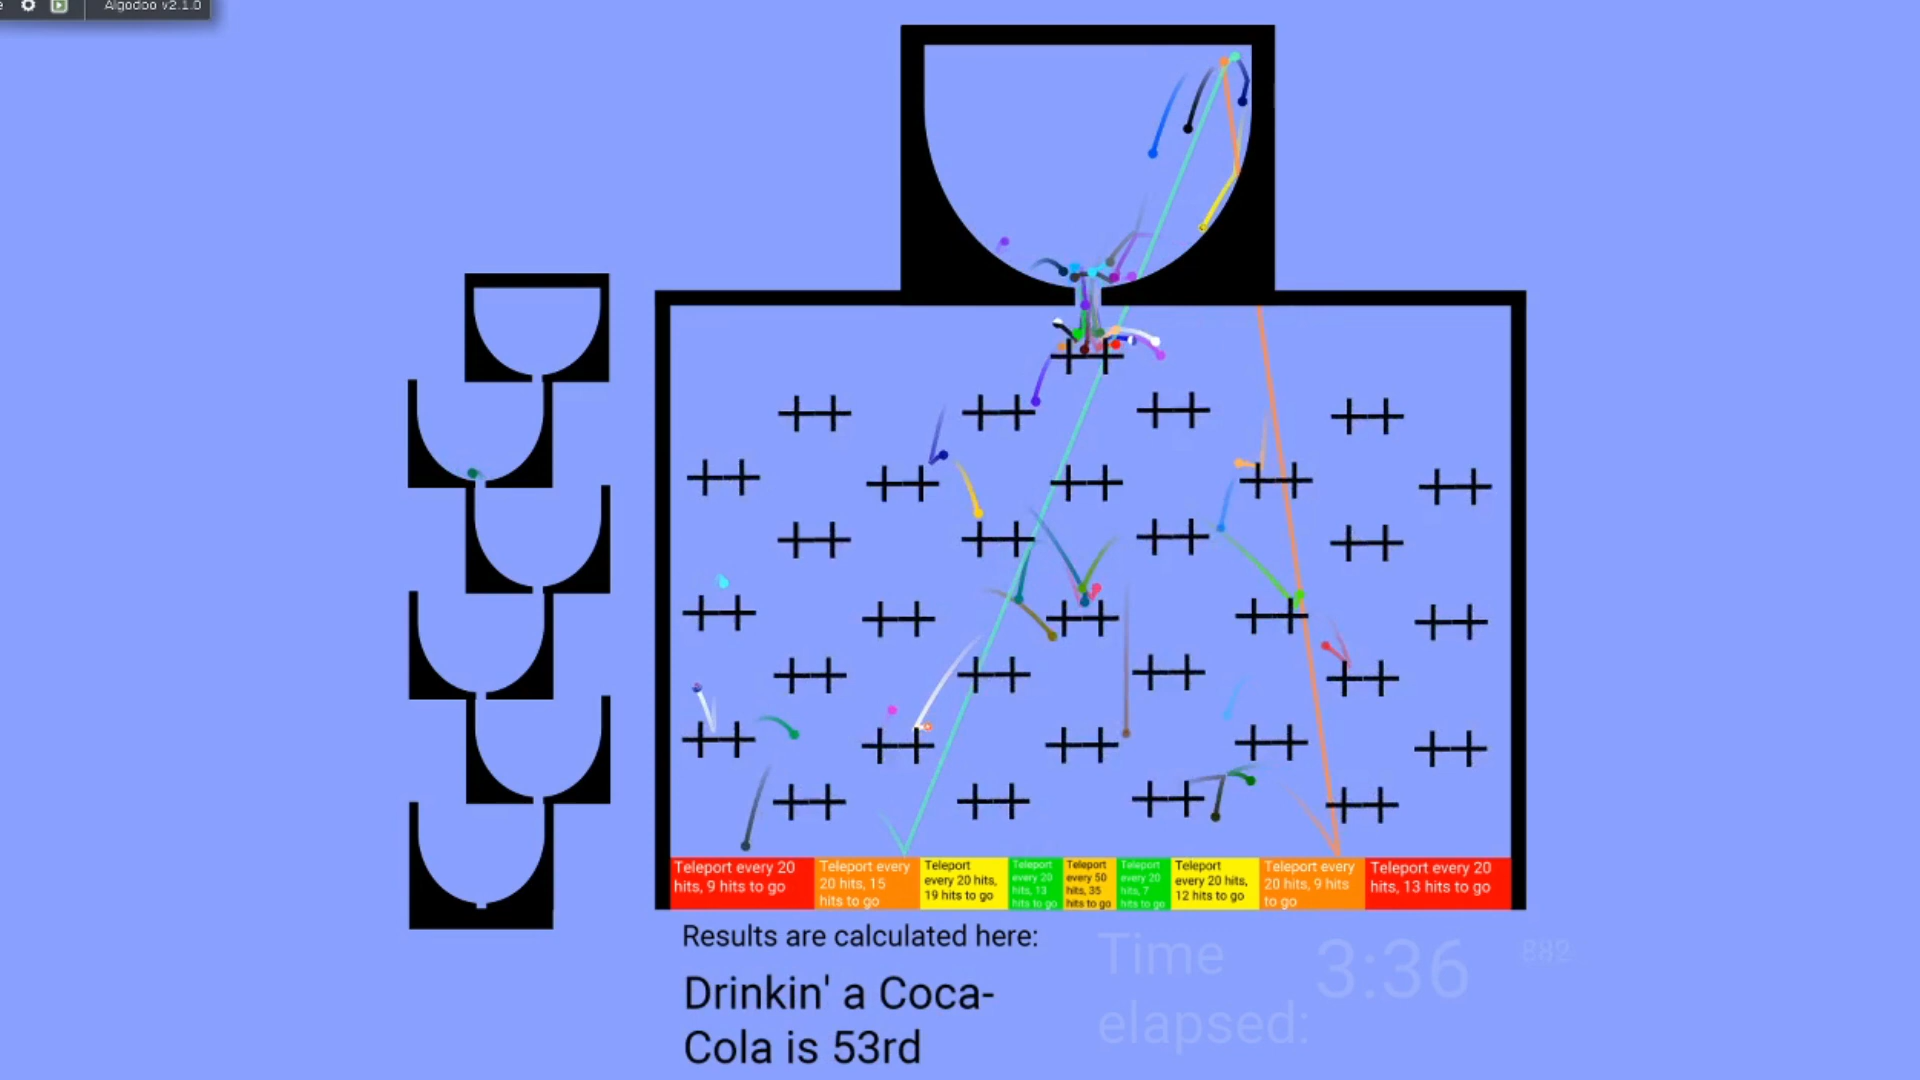 Algodoo v2.1.0
Teleport every 20
hits, 9 hits to go
Teleport every
20 hits, 15
hits to go
Teleport
every 20 hits,
19 hits to go
Teleport
every 20
hits, 13
hits to go
Teleport
every 50
hits, 35
hits to go
Teleport
every 20
hits, 7
hits to go
Teleport
every 20 hits,
12 hits to go
Teleport every
20 hits, 9 hits
to go
Teleport every 20
hits, 13 hits to go
Results are calculated here:
Drinkin' a Coca-
Cola is 53rd
Time
elapsed:
3:36
882